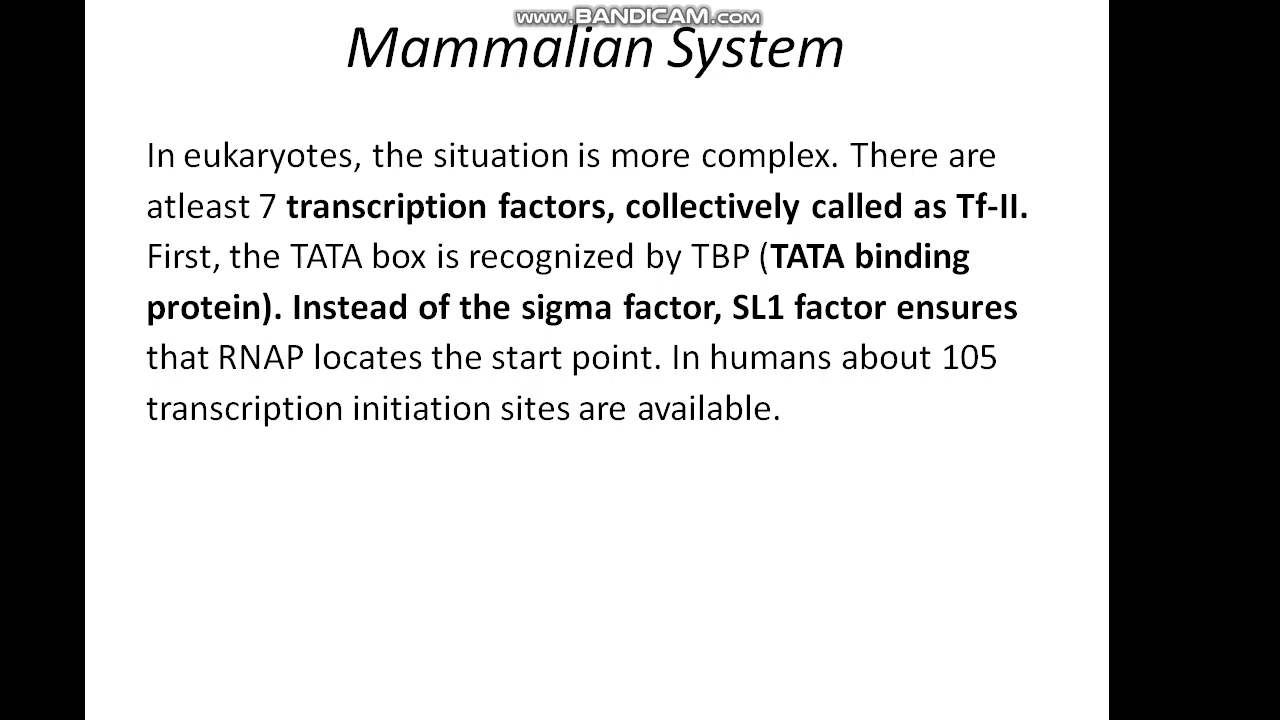 www.BANDICAM.com
Mammalian System
In eukaryotes, the situation is more complex. There are
atleast 7 transcription factors, collectively called as Tf-II.
First, the TATA box is recognized by TBP (TATA binding
protein). Instead of the sigma factor, SL1 factor ensures
that RNAP locates the start point. In humans about 105
transcription initiation sites are available.